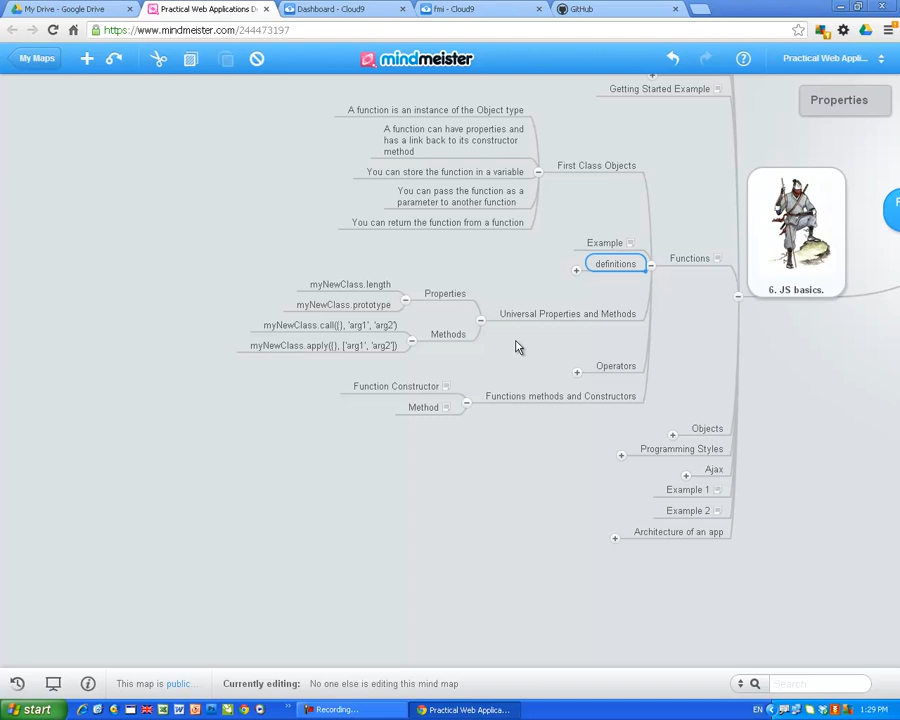 My Drive - Google Drive
Practical Web Applications De
Dashboard - Cloud9
fmi - Cloud9
GitHub
https://www.mindmeister.com/244473197
My Maps
mindmeister
Practical Web Appli...
Getting Started Example
Properties
A function is an instance of the Object type
A function can have properties and
has a link back to its constructor
method
First Class Objects
You can store the function in a variable
You can pass the function as a
parameter to another function
You can return the function from a function
Example
definitions
Functions
6. JS basics.
myNewClass.length
Properties
myNewClass.prototype
Universal Properties and Methods
myNewClass.call({}, 'arg1', 'arg2')
Methods
myNewClass.apply({}, ['arg1', 'arg2'])
Operators
Function Constructor
Functions methods and Constructors
Method
Objects
Programming Styles
Ajax
Example 1
Example 2
Architecture of an app
This map is public...
Currently editing:
No one else is editing this mind map
Search
start
Recording...
Practical Web Applica...
EN
1:29 PM